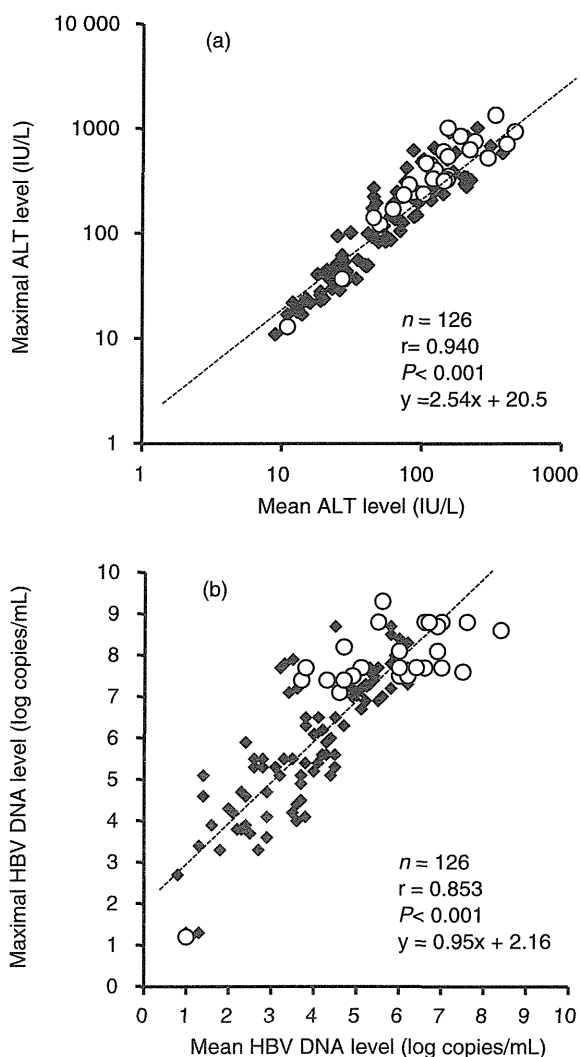 (a)
10 000
1000
100
10
1
Maximal ALT level (IU/L)
n = 126
r= 0.940
P< 0.001
y =2.54x + 20.5
1 10 100 1000
Mean ALT level (IU/L)
(b)
10
9
8
7
6
5
4
3
2
1
0
Maximal HBV DNA level (log copies/mL)
n = 126
r = 0.853
P< 0.001
y = 0.95x + 2.16
0 1 2 3 4 5 6 7 8 9 10
Mean HBV DNA level (log copies/mL)